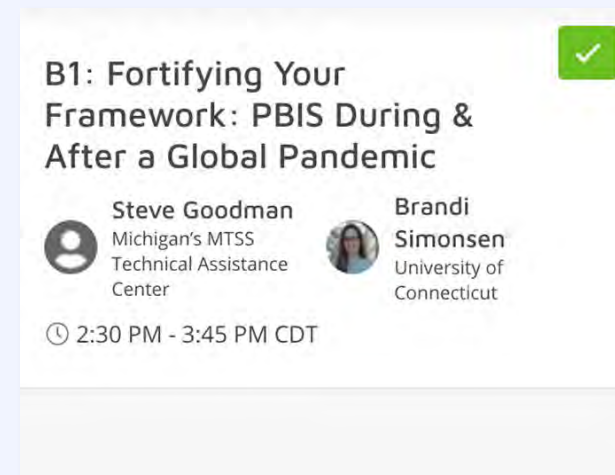 B1: Fortifying Your
Framework: PBIS During &
After a Global Pandemic
Steve Goodman
Michigan's MTSS
Technical Assistance
Center
Brandi
Simonsen
University of
Connecticut
2:30 PM - 3:45 PM CDT